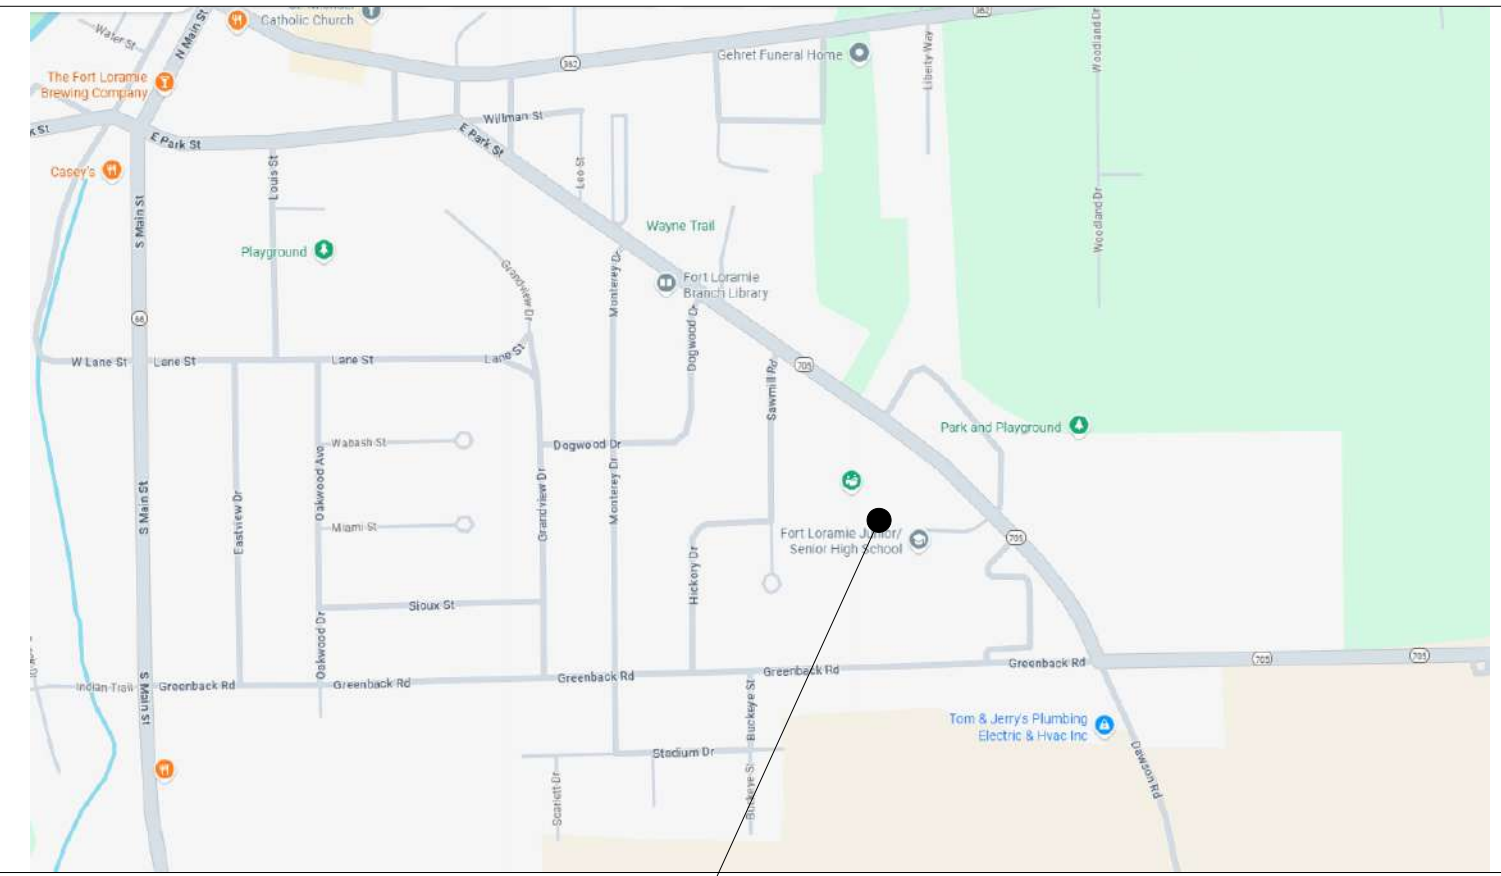 Catholic Church
362
Water St
N Main St
Gehret Funeral Home
Liberty Way
Woodland Dr
362
The Fort Loramie
Brewing Company
K St
E Park St
E Park St
Willman St
Casey's
Louis St
Leo St
S Main St
Woodland Dr
Wayne Trail
Playground
Grandview Dr
Monterey Dr
Fort Loramie
Branch Library
66
Dogwood Dr
W Lane St
Lane St
Lane St
Lane St
Sawmill Rd
705
Park and Playground
Wabash St
Dogwood Dr
Oakwood Ave
Monterey Dr
Eastview Dr
S Main St
Grandview Dr
Miami St
Fort Loramie Junior/
Senior High School
705
Hickory Dr
Sioux St
Oakwood Dr
Indian Trail
Greenback Rd
Greenback Rd
Greenback Rd
Greenback Rd
Greenback Rd
705
705
S Main St
Buckeye St
Tom & Jerry's Plumbing
Electric & Hvac Inc
Stadium Dr
Scarlett Dr
Buckeye St
Dawson Rd